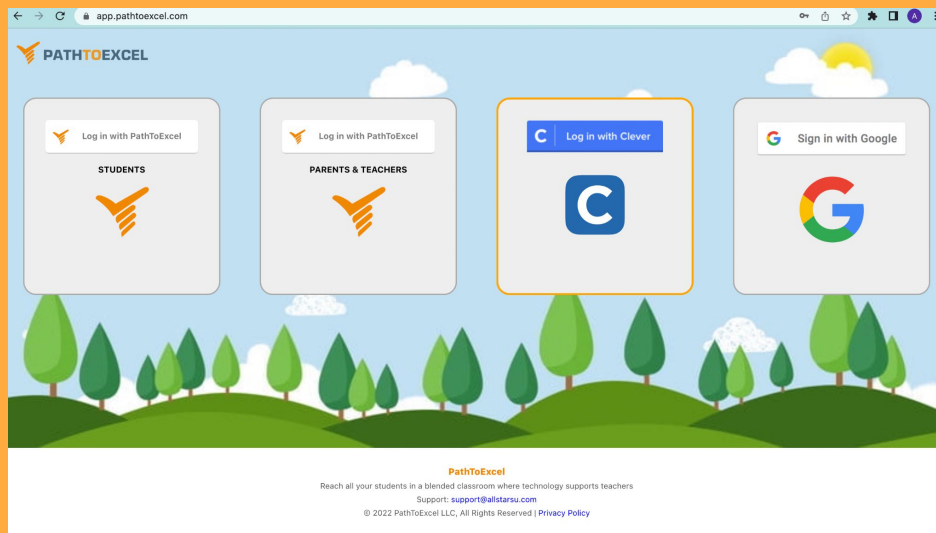 app.pathtoexcel.com
A
PATHTOEXCEL
Log in with PathToExcel
STUDENTS
Log in with PathToExcel
PARENTS & TEACHERS
C Log in with Clever
C
G Sign in with Google
G
PathToExcel
Reach all your students in a blended classroom where technology supports teachers
Support: support@allstarsu.com
© 2022 PathToExcel LLC, All Rights Reserved | Privacy Policy